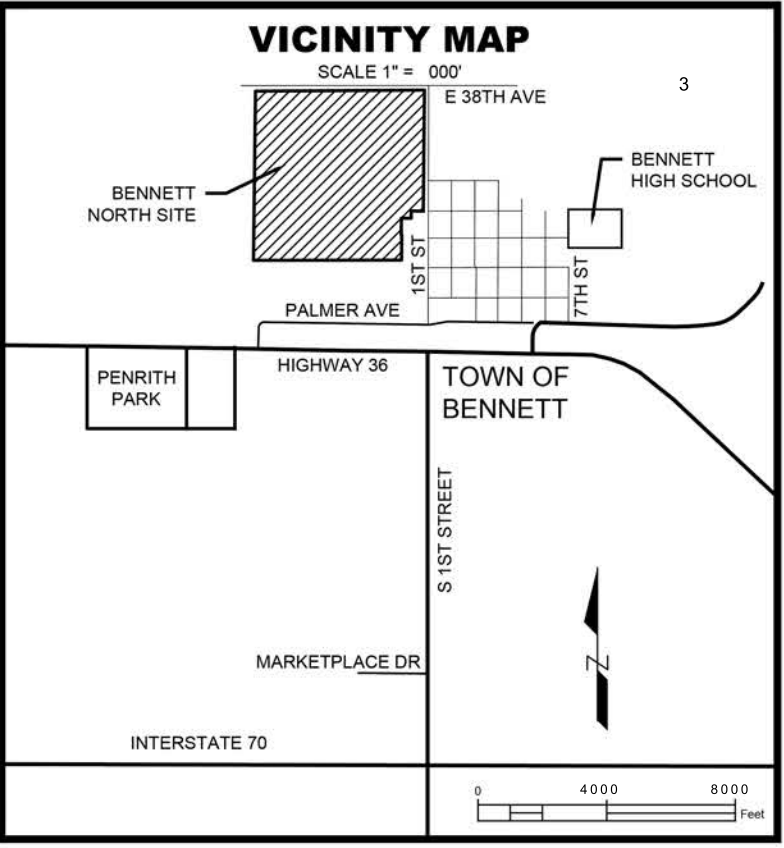 VICINITY MAP
SCALE 1" = 000'
3
E 38TH AVE
BENNETT
HIGH SCHOOL
BENNETT
NORTH SITE
1ST ST
7TH ST
PALMER AVE
HIGHWAY 36
PENRITH
PARK
TOWN OF
BENNETT
S 1ST STREET
MARKETPLACE DR
N
INTERSTATE 70
0 4000 8000
Feet